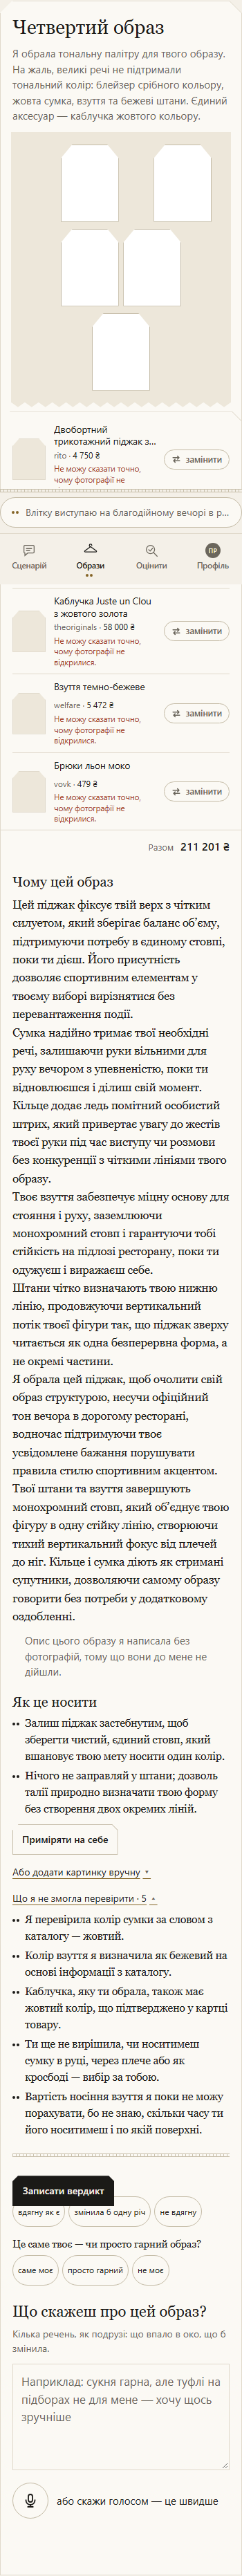 Четвертий образ
Я обрала тональну палітру для твого образу.
На жаль, великі речі не підтримали
тональний колір: блейзер срібного кольору,
жовта сумка, взуття та бежеві штани. Єдиний
аксесуар — каблучка жовтого кольору.
Двобортний
трикотажний піджак з...
rito · 4 750 ₴
Не можу сказати точно,
чому фотографії не
замінити
Влітку виступаю на благодійному вечорі в р...
Сценарій
Образи
Оцінити
ПР
Профіль
Каблучка Juste un Clou
з жовтого золота
theoriginals · 58 000 ₴
Не можу сказати точно,
чому фотографії не
відкрилися.
замінити
Взуття темно-бежеве
welfare · 5 472 ₴
Не можу сказати точно,
чому фотографії не
відкрилися.
замінити
Брюки льон моко
vovk · 479 ₴
Не можу сказати точно,
чому фотографії не
відкрилися.
замінити
Разом 211 201 ₴
Чому цей образ
Цей піджак фіксує твій верх з чітким
силуетом, який зберігає баланс об’єму,
підтримуючи потребу в єдиному стовпі,
поки ти дієш. Його присутність
дозволяє спортивним елементам у
твоєму виборі вирізнятися без
перевантаження події.
Сумка надійно тримає твої необхідні
речі, залишаючи руки вільними для
руху вечором з упевненістю, поки ти
відновлюєшся і ділиш свій момент.
Кільце додає ледь помітний особистий
штрих, який привертає увагу до жестів
твоєї руки під час виступу чи розмови
без конкуренції з чіткими лініями твого
образу.
Твоє взуття забезпечує міцну основу для
стояння і руху, заземлюючи
монохромний стовп і гарантуючи тобі
стійкість на підлозі ресторану, поки ти
одужуєш і виражаєш себе.
Штани чітко визначають твою нижню
лінію, продовжуючи вертикальний
потік твоєї фігури так, що піджак зверху
читається як одна безперервна форма, а
не окремі частини.
Я обрала цей піджак, щоб очолити свій
образ структурою, несучи офіційний
тон вечора в дорогому ресторані,
водночас підтримуючи твоє
усвідомлене бажання порушувати
правила стилю спортивним акцентом.
Твої штани та взуття завершують
монохромний стовп, який об’єднує твою
фігуру в одну стійку лінію, створюючи
тихий вертикальний фокус від плечей
до ніг. Кільце і сумка діють як стримані
супутники, дозволяючи самому образу
говорити без потреби у додатковому
оздобленні.
Опис цього образу я написала без
фотографій, тому що вони до мене не
дійшли.
Як це носити
Залиш піджак застебнутим, щоб
зберегти чистий, єдиний стовп, який
вшановує твою мету носити один колір.
Нічого не заправляй у штани; дозволь
талії природно визначати твою форму
без створення двох окремих ліній.
Приміряти на себе
Або додати картинку вручну
Що я не змогла перевірити · 5
Я перевірила колір сумки за словом з
каталогу — жовтий.
Колір взуття я визначила як бежевий на
основі інформації з каталогу.
Каблучка, яку ти обрала, також має
жовтий колір, що підтверджено у картці
товару.
Ти ще не вирішила, чи носитимеш
сумку в руці, через плече або як
кросбоді — вибір за тобою.
Вартість носіння взуття я поки не можу
порахувати, бо не знаю, скільки часу ти
його носитимеш і по якій поверхні.
Записати вердикт
вдягну як є
змінила б одну річ
не вдягну
Це саме твоє — чи просто гарний образ?
саме моє
просто гарний
не моє
Що скажеш про цей образ?
Кілька речень, як подрузі: що впало в око, що б
змінила.
Наприклад: сукня гарна, але туфлі на
підборах не для мене — хочу щось
зручніше
або скажи голосом — це швидше